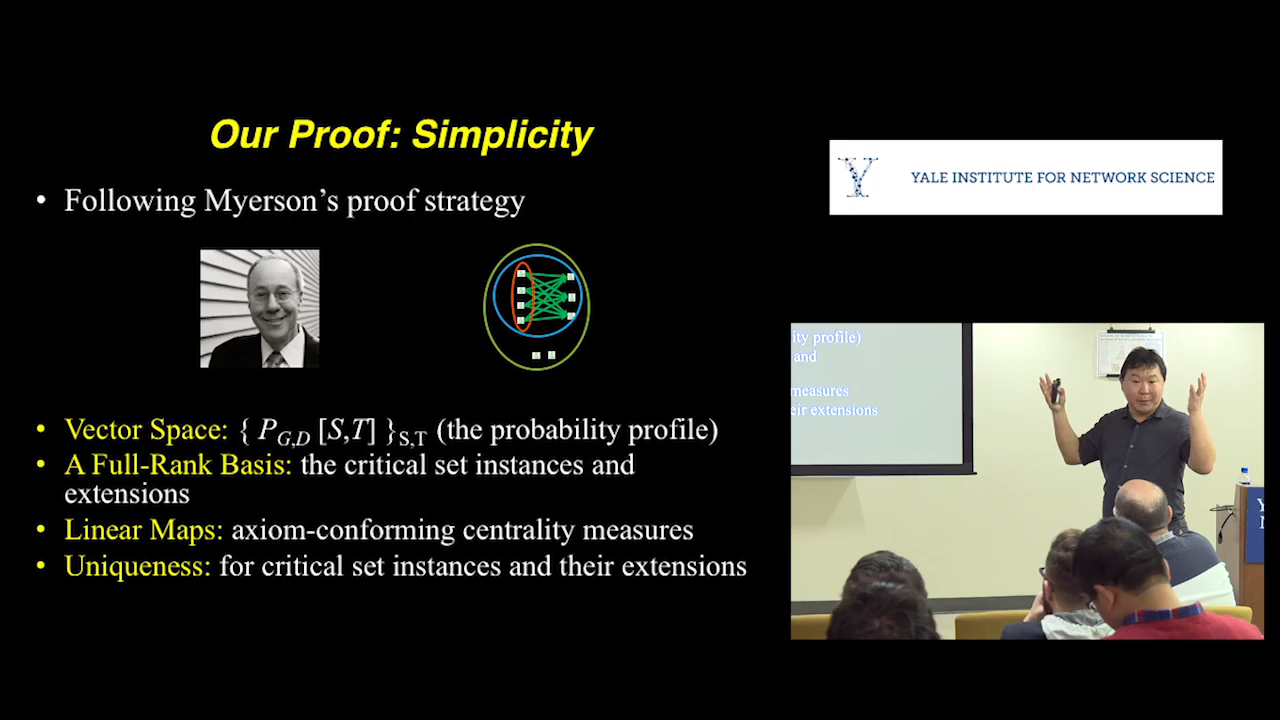 Our Proof: Simplicity
• Following Myerson's proof strategy
• Vector Space: { P_{G,D} [S,T] }_{S,T} (the probability profile)
• A Full-Rank Basis: the critical set instances and
extensions
• Linear Maps: axiom-conforming centrality measures
• Uniqueness: for critical set instances and their extensions
Y
YALE INSTITUTE FOR NETWORK SCIENCE
ity profile)
and
measures
eir extensions